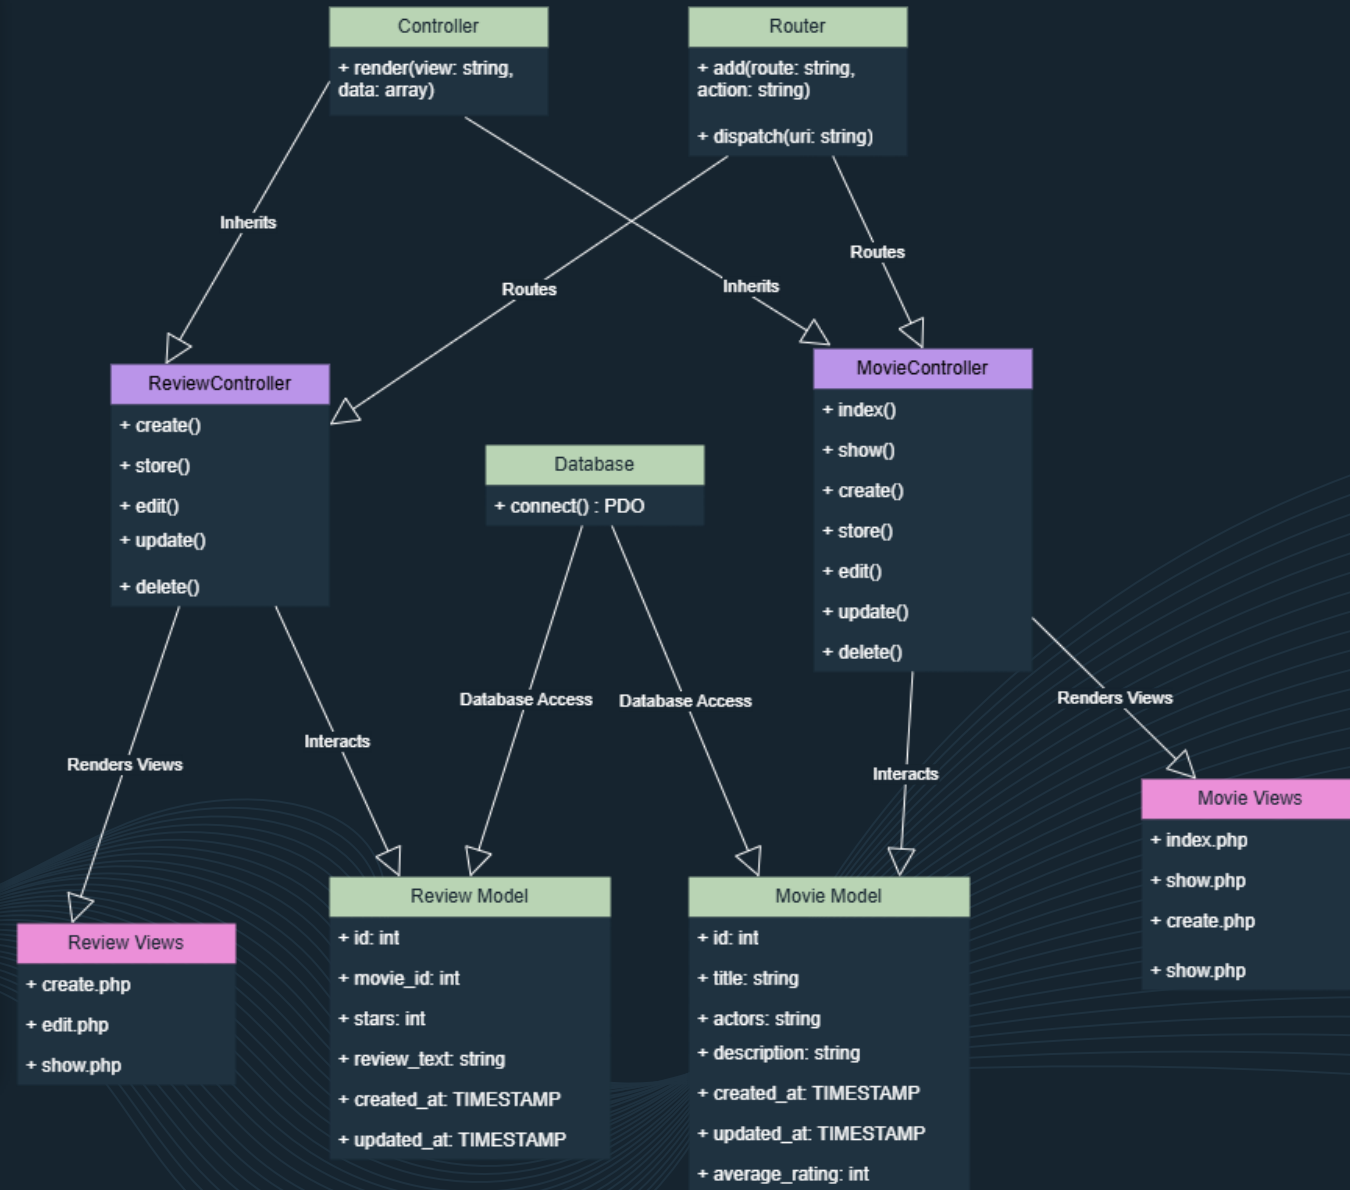 Controller
+ render(view: string,
data: array)
Router
+ add(route: string,
action: string)
+ dispatch(uri: string)
Inherits
Routes
Routes
Inherits
ReviewController
+ create()
+ store()
+ edit()
+ update()
+ delete()
MovieController
+ index()
+ show()
+ create()
+ store()
+ edit()
+ update()
+ delete()
Database
+ connect() : PDO
Database Access
Database Access
Renders Views
Interacts
Interacts
Renders Views
Review Views
+ create.php
+ edit.php
+ show.php
Review Model
+ id: int
+ movie_id: int
+ stars: int
+ review_text: string
+ created_at: TIMESTAMP
+ updated_at: TIMESTAMP
Movie Model
+ id: int
+ title: string
+ actors: string
+ description: string
+ created_at: TIMESTAMP
+ updated_at: TIMESTAMP
+ average_rating: int
Movie Views
+ index.php
+ show.php
+ create.php
+ show.php